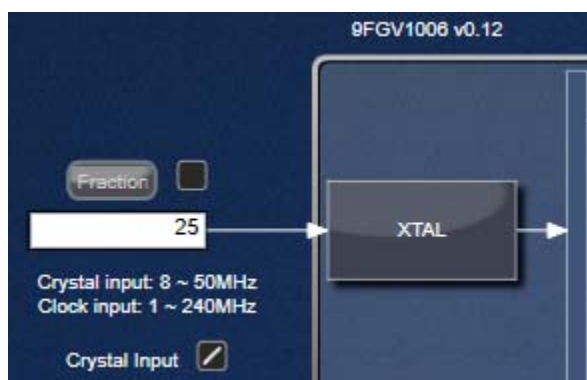 9FGV1006 v0.12
Fraction
25
XTAL
Crystal input: 8 ~ 50MHz
Clock input: 1 ~ 240MHz
Crystal Input